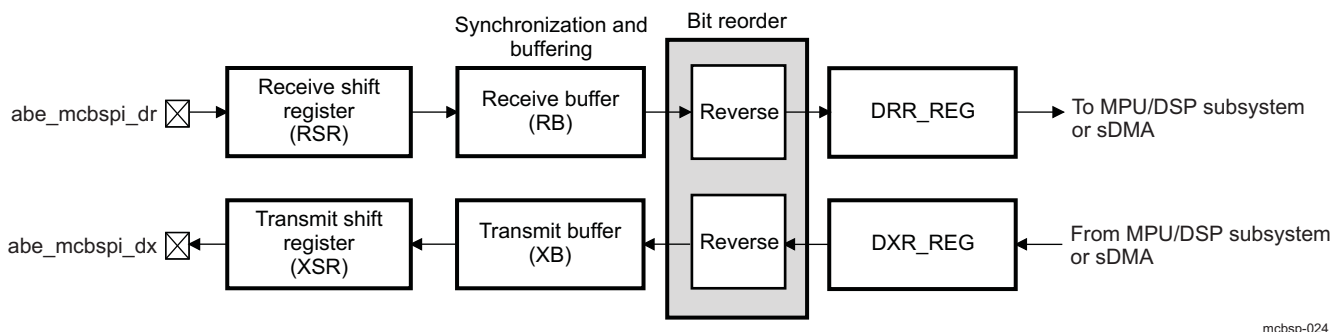 Synchronization and
buffering
Bit reorder
abe_mcbspi_dr
Receive shift
register
(RSR)
Receive buffer
(RB)
Reverse
DRR_REG
To MPU/DSP subsystem
or sDMA
abe_mcbspi_dx
Transmit shift
register
(XSR)
Transmit buffer
(XB)
Reverse
DXR_REG
From MPU/DSP subsystem
or sDMA
mcbsp-024